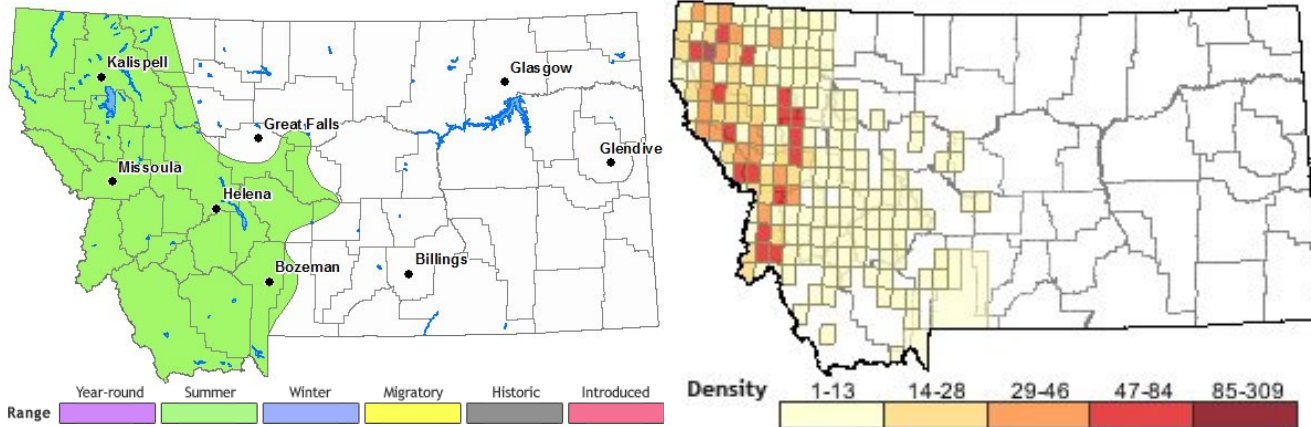 Kalispell
Glasgow
Great Falls
Glendive
Missoula
Helena
Bozeman
Billings
Year-round Summer Winter Migratory Historic Introduced
Range
Density 1-13 14-28 29-46 47-84 85-309